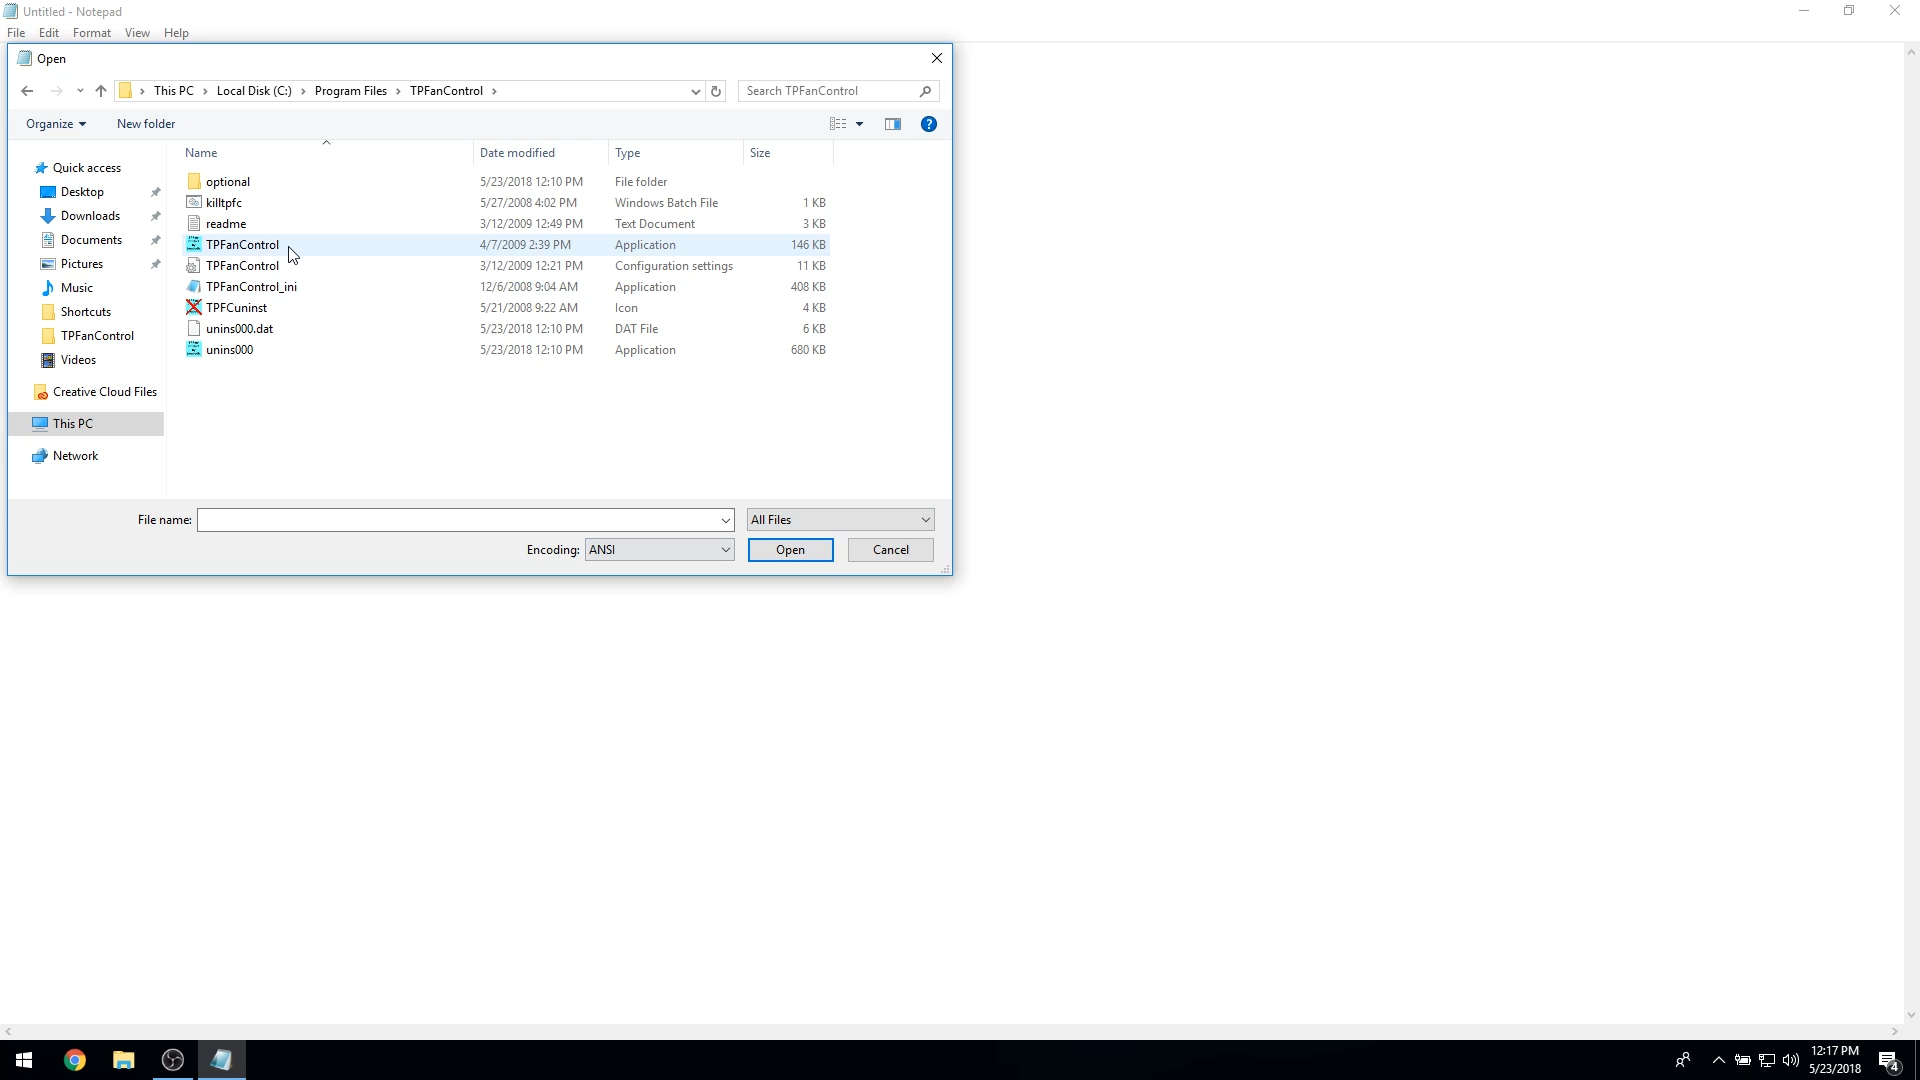 Untitled - Notepad
File Edit Format View Help
Open
This PC > Local Disk (C:) > Program Files > TPFanControl >
Search TPFanControl
Organize New folder
?
Name Date modified Type Size
Quick access
Desktop
Downloads
Documents
Pictures
Music
Shortcuts
TPFanControl
Videos
Creative Cloud Files
This PC
Network
optional 5/23/2018 12:10 PM File folder
killtpfc 5/27/2008 4:02 PM Windows Batch File 1 KB
readme 3/12/2009 12:49 PM Text Document 3 KB
TPFanControl 4/7/2009 2:39 PM Application 146 KB
TPFanControl 3/12/2009 12:21 PM Configuration settings 11 KB
TPFanControl_ini 12/6/2008 9:04 AM Application 408 KB
TPFCuninst 5/21/2008 9:22 AM Icon 4 KB
unins000.dat 5/23/2018 12:10 PM DAT File 6 KB
unins000 5/23/2018 12:10 PM Application 680 KB
File name: All Files
Encoding: ANSI Open Cancel
12:17 PM
5/23/2018
4